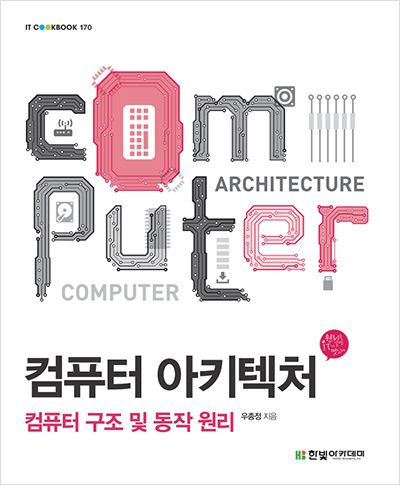 IT COOKBOOK 170
com
ARCHITECTURE
puter
COMPUTER
컴퓨터 아키텍처
컴퓨터 구조 및 동작 원리
우종정 지음
한빛아카데미